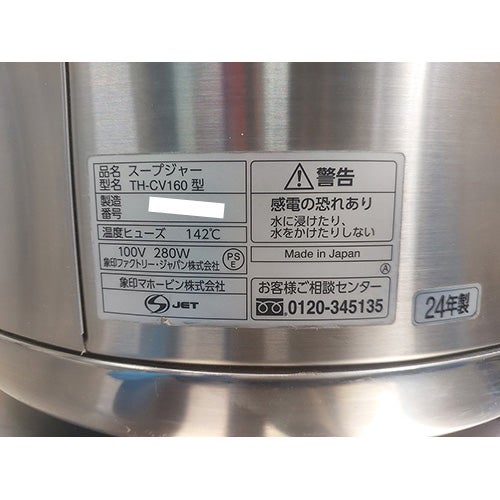 品名 スープジャー
型名 TH-CV160 型
製造
番号
温度ヒューズ 142℃
100V 280W
象印ファクトリー・ジャパン株式会社
PS
E
象印マホービン株式会社
JET
警告
感電の恐れあり
水に浸けたり、
水をかけたりしない
Made in Japan
A
お客様ご相談センター
0120-345135
24年製